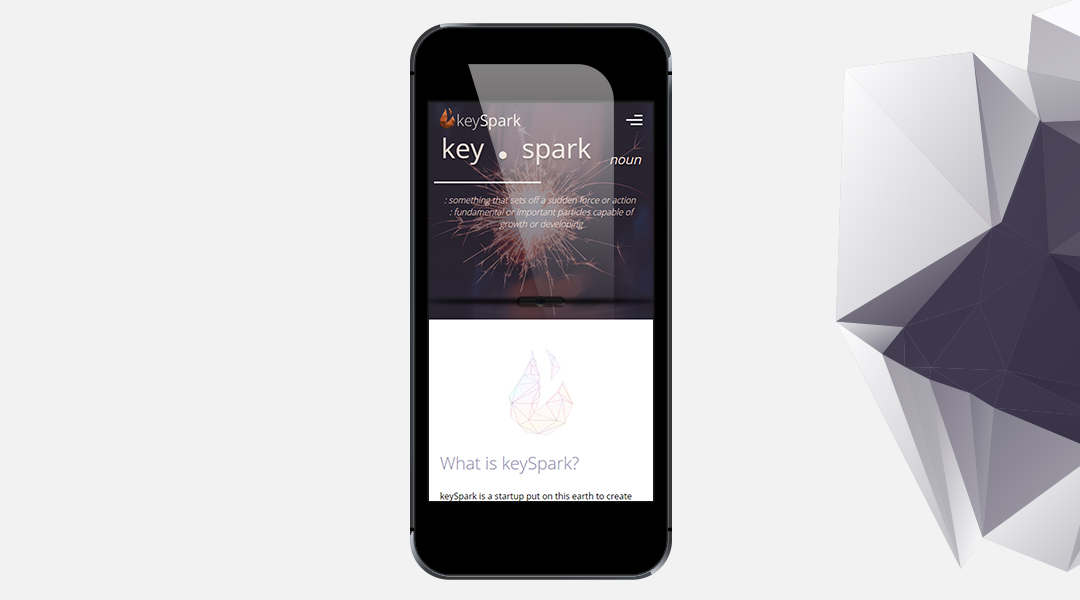 keySpark
key . spark noun
: something that sets off a sudden force or action
: fundamental or important particles capable of
growth or developing
What is keySpark?
keySpark is a startup put on this earth to create